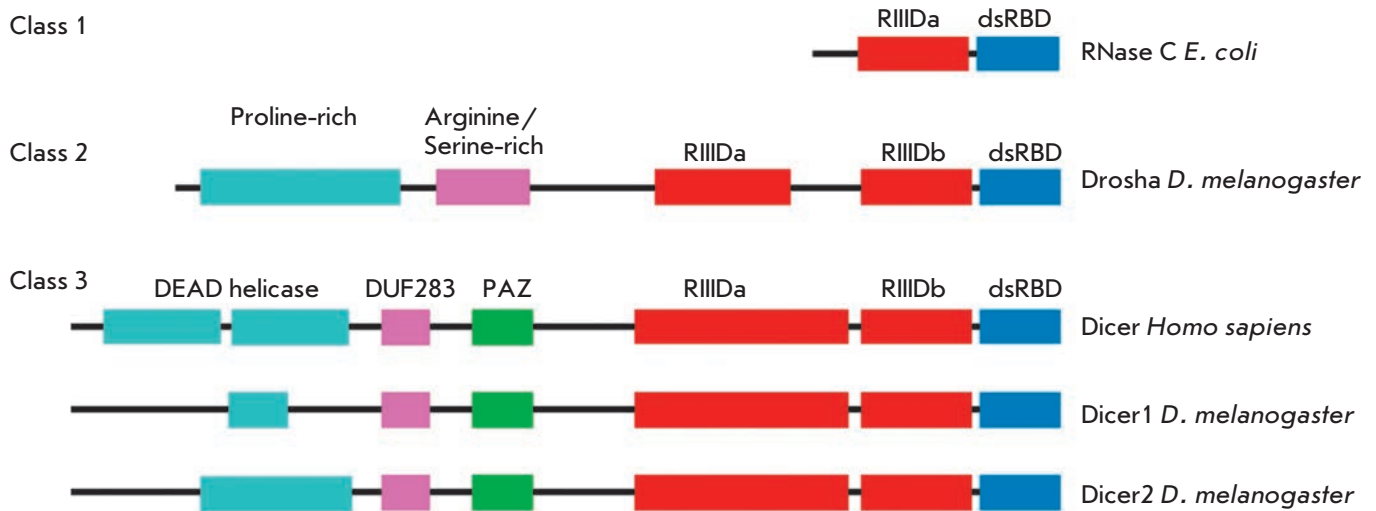 Class 1
RIIIDa dsRBD
RNase C E. coli
Proline-rich
Arginine/
Serine-rich
Class 2
RIIIDa RIIIDb dsRBD
Drosha D. melanogaster
Class 3
DEAD helicase DUF283 PAZ RIIIDa RIIIDb dsRBD
Dicer Homo sapiens
Dicer1 D. melanogaster
Dicer2 D. melanogaster